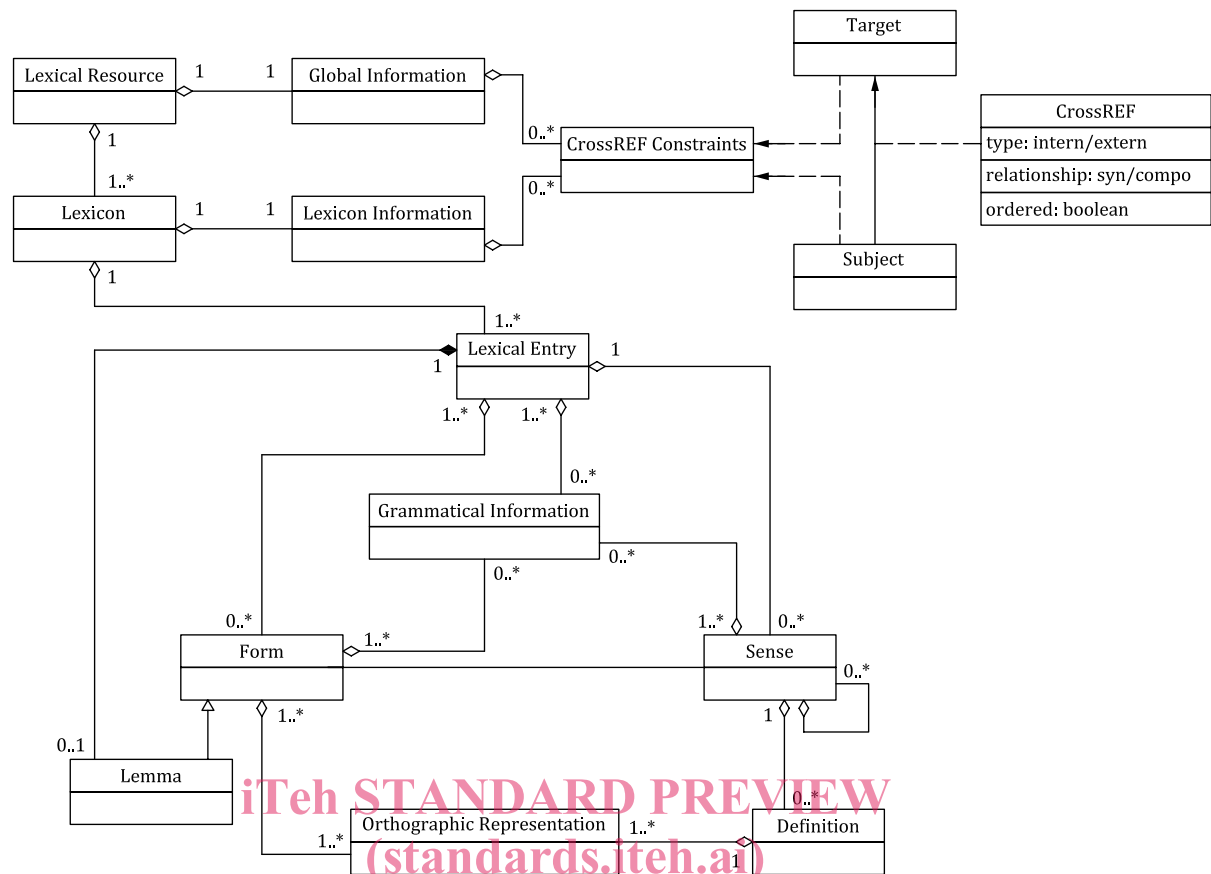 Target
Lexical Resource
1
1
Global Information
CrossREF
type: intern/extern
relationship: syn/compo
ordered: boolean
0..*
CrossREF Constraints
1
1..*
0..*
Lexicon
1
1
Lexicon Information
Subject
1
1..*
Lexical Entry
1
1
1..*
1..*
0..*
Grammatical Information
0..*
0..*
0..*
1..*
1..*
0..*
Form
Sense
0..*
1..*
1
0..1
Lemma
iTeh STANDARD PREVIEW
0..*
1..*
Orthographic Representation
1..*
Definition
1
(standards.iteh.ai)